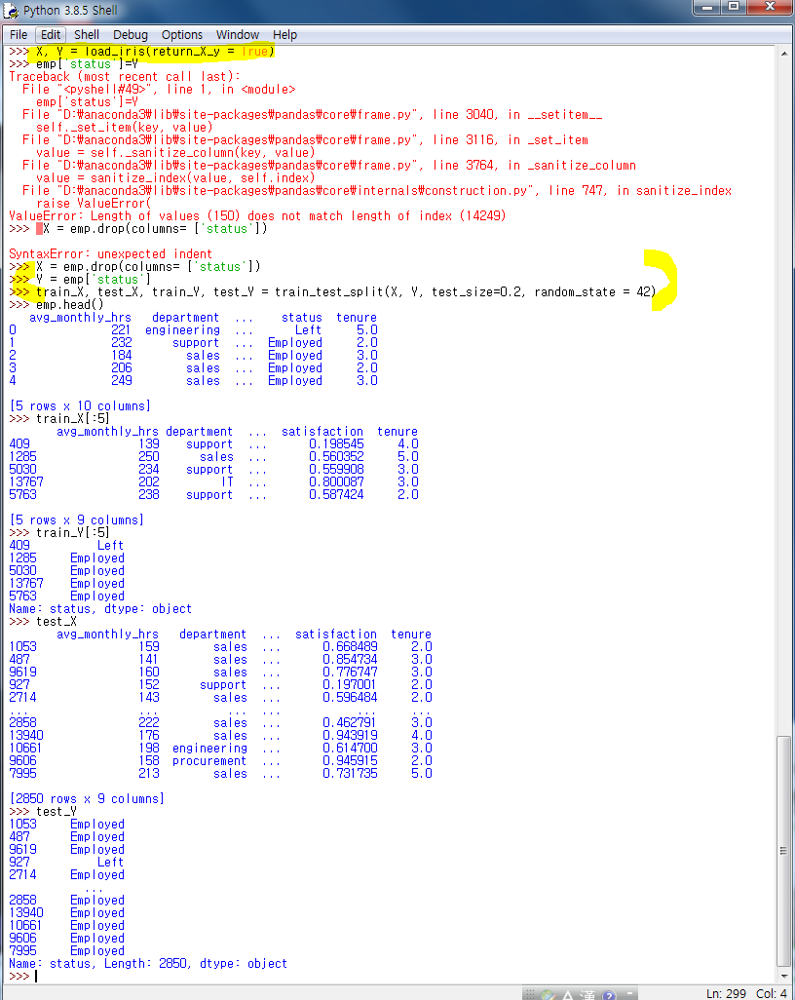 Python 3.8.5 Shell
File Edit Shell Debug Options Window Help
>>> X, Y = load_iris(return_X_y = True)
>>> emp['status']=Y
Traceback (most recent call last):
  File "<pyshell#49>", line 1, in <module>
    emp['status']=Y
  File "D:₩anaconda3₩lib₩site-packages₩pandas₩core₩frame.py", line 3040, in __setitem__
    self._set_item(key, value)
  File "D:₩anaconda3₩lib₩site-packages₩pandas₩core₩frame.py", line 3116, in _set_item
    value = self._sanitize_column(key, value)
  File "D:₩anaconda3₩lib₩site-packages₩pandas₩core₩frame.py", line 3764, in _sanitize_column
    value = sanitize_index(value, self.index)
  File "D:₩anaconda3₩lib₩site-packages₩pandas₩core₩internals₩construction.py", line 747, in sanitize_index
    raise ValueError(
ValueError: Length of values (150) does not match length of index (14249)
>>>  X = emp.drop(columns= ['status'])
SyntaxError: unexpected indent
>>> X = emp.drop(columns= ['status'])
>>> Y = emp['status']
>>> train_X, test_X, train_Y, test_Y = train_test_split(X, Y, test_size=0.2, random_state = 42)
>>> emp.head()
   avg_monthly_hrs   department  ...    status  tenure
0              221  engineering  ...      Left     5.0
1              232      support  ...  Employed     2.0
2              184        sales  ...  Employed     3.0
3              206        sales  ...  Employed     2.0
4              249        sales  ...  Employed     3.0
[5 rows x 10 columns]
>>> train_X[:5]
       avg_monthly_hrs department  ...  satisfaction  tenure
409                139    support  ...      0.198545     4.0
1285               250      sales  ...      0.560352     5.0
5030               234    support  ...      0.559908     3.0
13767              202         IT  ...      0.800087     3.0
5763               238    support  ...      0.587424     2.0
[5 rows x 9 columns]
>>> train_Y[:5]
409          Left
1285     Employed
5030     Employed
13767    Employed
5763     Employed
Name: status, dtype: object
>>> test_X
       avg_monthly_hrs   department  ...  satisfaction  tenure
1053               159        sales  ...      0.668489     2.0
487                141        sales  ...      0.854734     3.0
9619               160        sales  ...      0.776747     3.0
927                152      support  ...      0.197001     2.0
2714               143        sales  ...      0.596484     2.0
...                ...          ...  ...           ...     ...
2858               222        sales  ...      0.462791     3.0
13940              176        sales  ...      0.943919     4.0
10661              198  engineering  ...      0.614700     3.0
9606               158  procurement  ...      0.945915     2.0
7995               213        sales  ...      0.731735     5.0
[2850 rows x 9 columns]
>>> test_Y
1053     Employed
487      Employed
9619     Employed
927          Left
2714     Employed
           ...
2858     Employed
13940    Employed
10661    Employed
9606     Employed
7995     Employed
Name: status, Length: 2850, dtype: object
>>>
A 漢 ?
Ln: 299 Col: 4